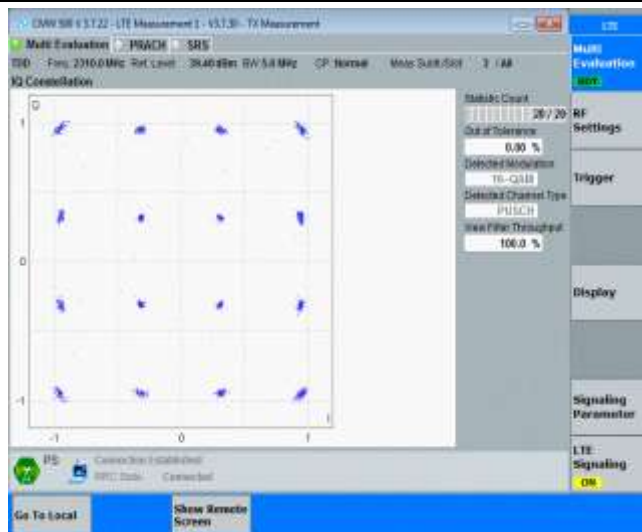 CMW 500 V 3.7.22 - LTE Measurement 1 - V3.7.30 - TX Measurement
Multi Evaluation PRACH SRS
TDD Freq: 2310.0 MHz Ref. Level: BW: 5.0 MHz CP: Normal Meas Subfr./Slot 3 / All
IQ Constellation
Q
1
0
-1
-1 0 1
I
Statistic Count
20 / 20
Out of Tolerance
0.00 %
Detected Modulation
16-QAM
Detected Channel Type
PUSCH
View Filter Throughput
100.0 %
PS
Connection Established
RRC State Connected
LTE
Multi
Evaluation
RDY
RF
Settings
Trigger
Display
Signaling
Parameter
LTE
Signaling
ON
Go To Local
Show Remote
Screen